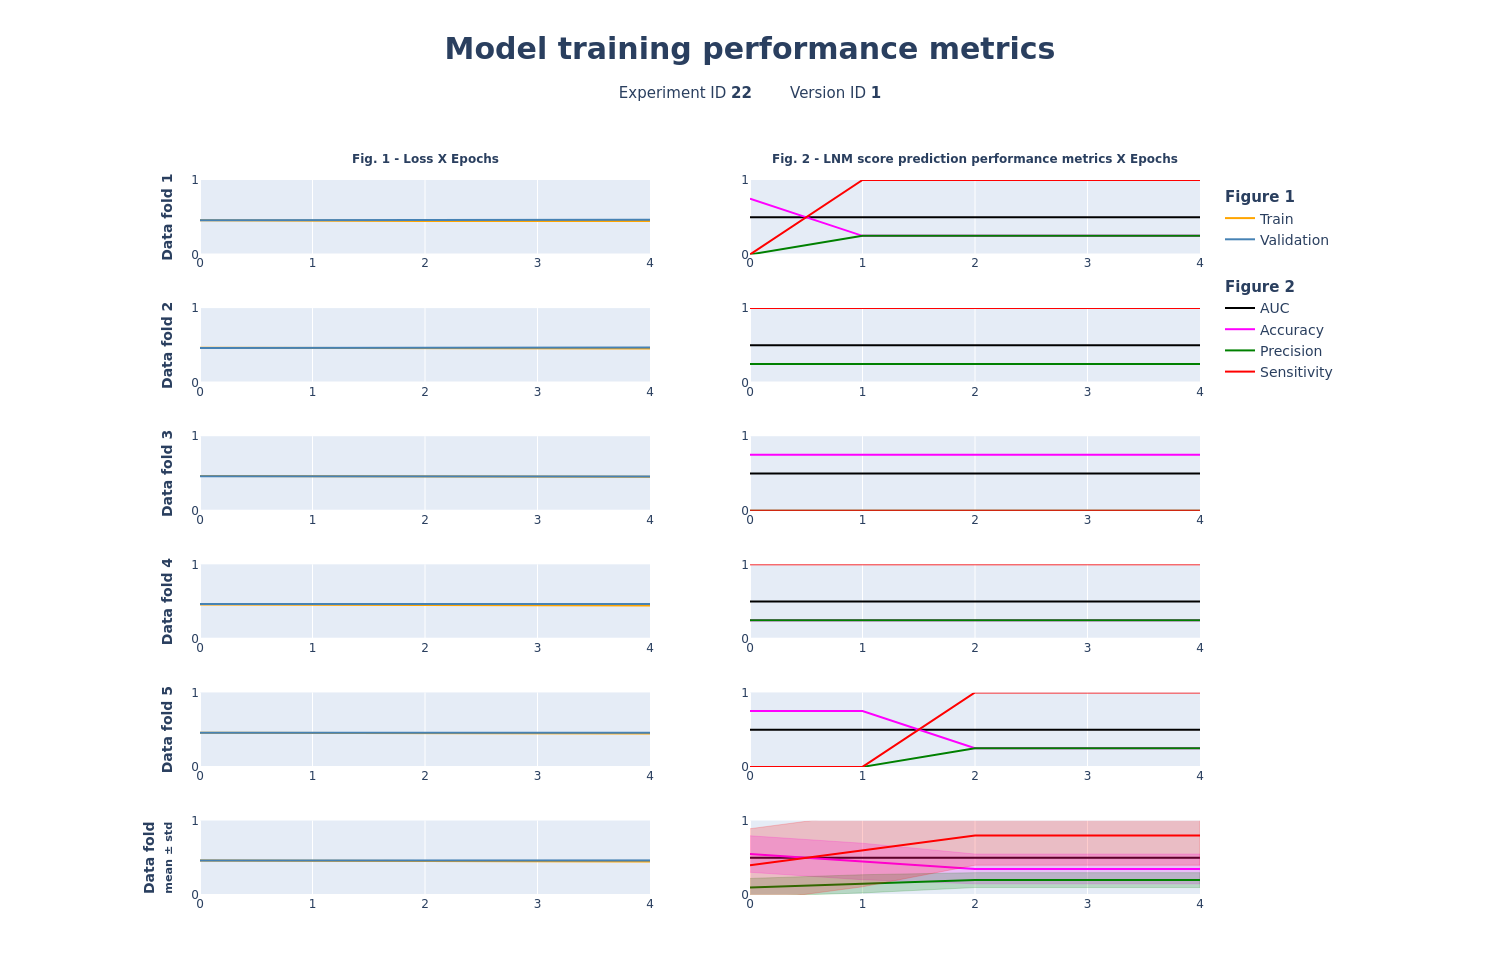 Model training performance metrics
Experiment ID 22 Version ID 1
Fig. 1 - Loss X Epochs
Fig. 2 - LNM score prediction performance metrics X Epochs
Data fold 1
1
0
0 1 2 3 4
1
0
0 1 2 3 4
Figure 1
Train
Validation
Figure 2
AUC
Accuracy
Precision
Sensitivity
Data fold 2
1
0
0 1 2 3 4
1
0
0 1 2 3 4
Data fold 3
1
0
0 1 2 3 4
1
0
0 1 2 3 4
Data fold 4
1
0
0 1 2 3 4
1
0
0 1 2 3 4
Data fold 5
1
0
0 1 2 3 4
1
0
0 1 2 3 4
Data fold
mean ± std
1
0
0 1 2 3 4
1
0
0 1 2 3 4